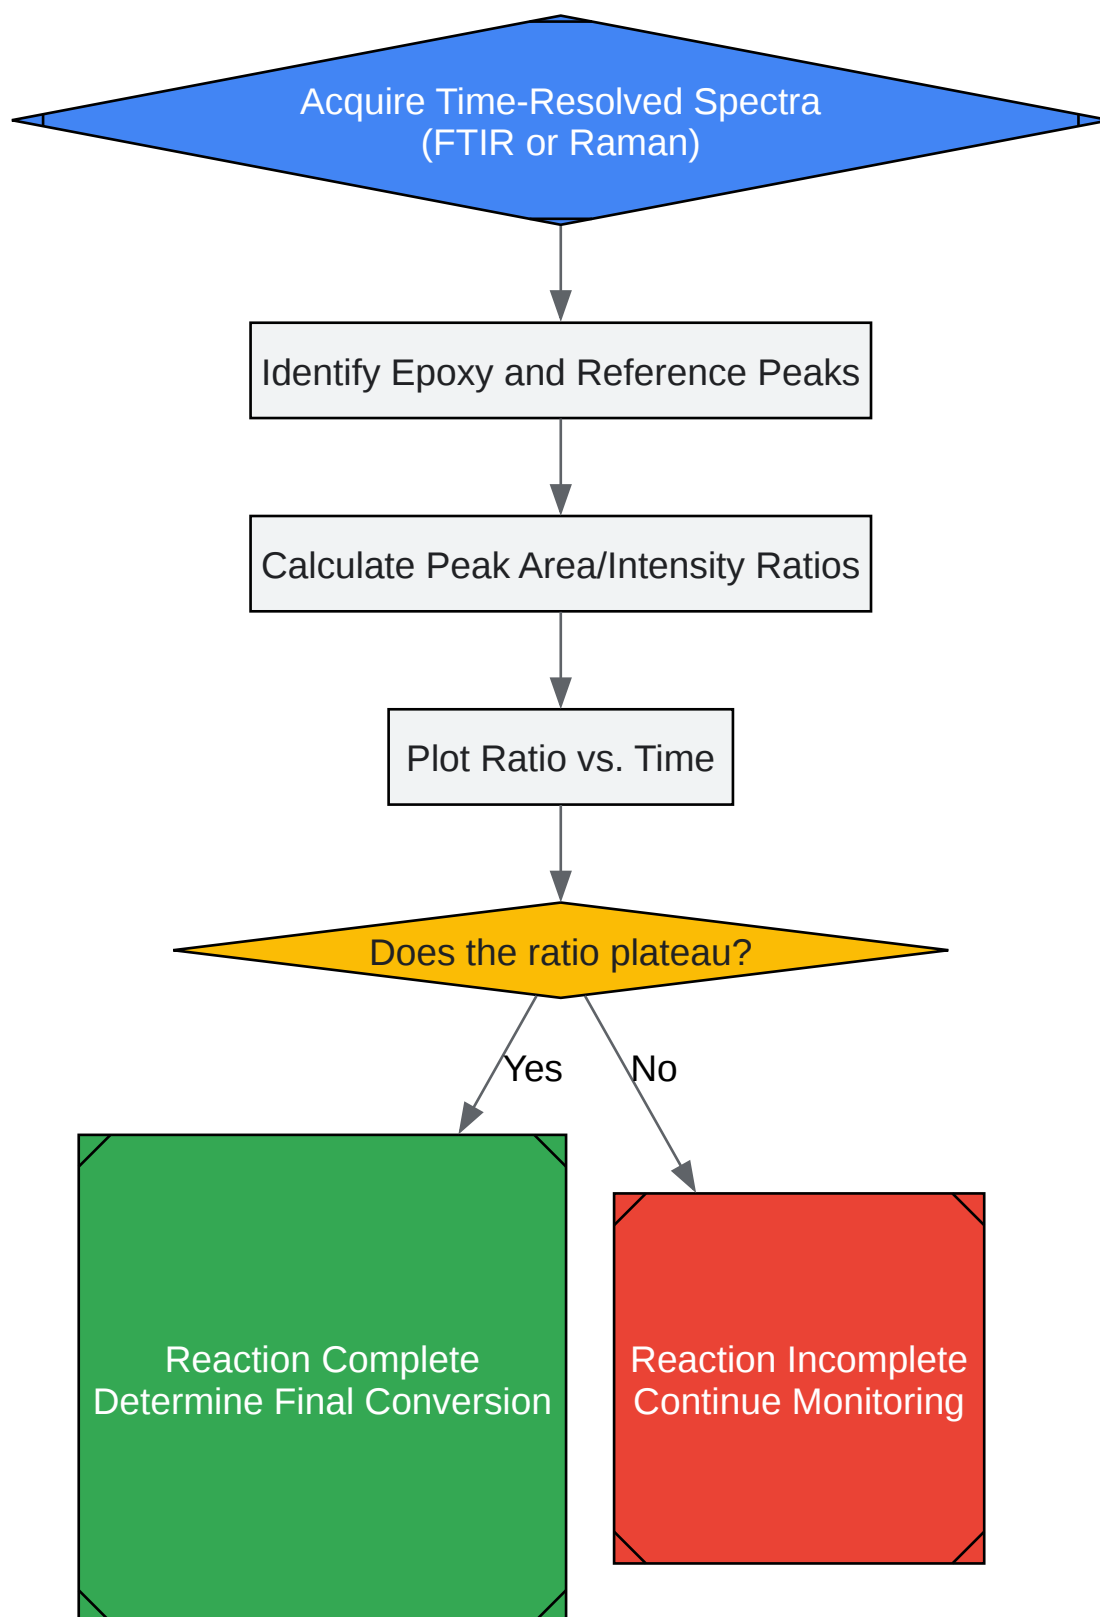 Acquire Time-Resolved Spectra
(FTIR or Raman)
Identify Epoxy and Reference Peaks
Calculate Peak Area/Intensity Ratios
Plot Ratio vs. Time
Does the ratio plateau?
Yes
No
Reaction Complete
Determine Final Conversion
Reaction Incomplete
Continue Monitoring